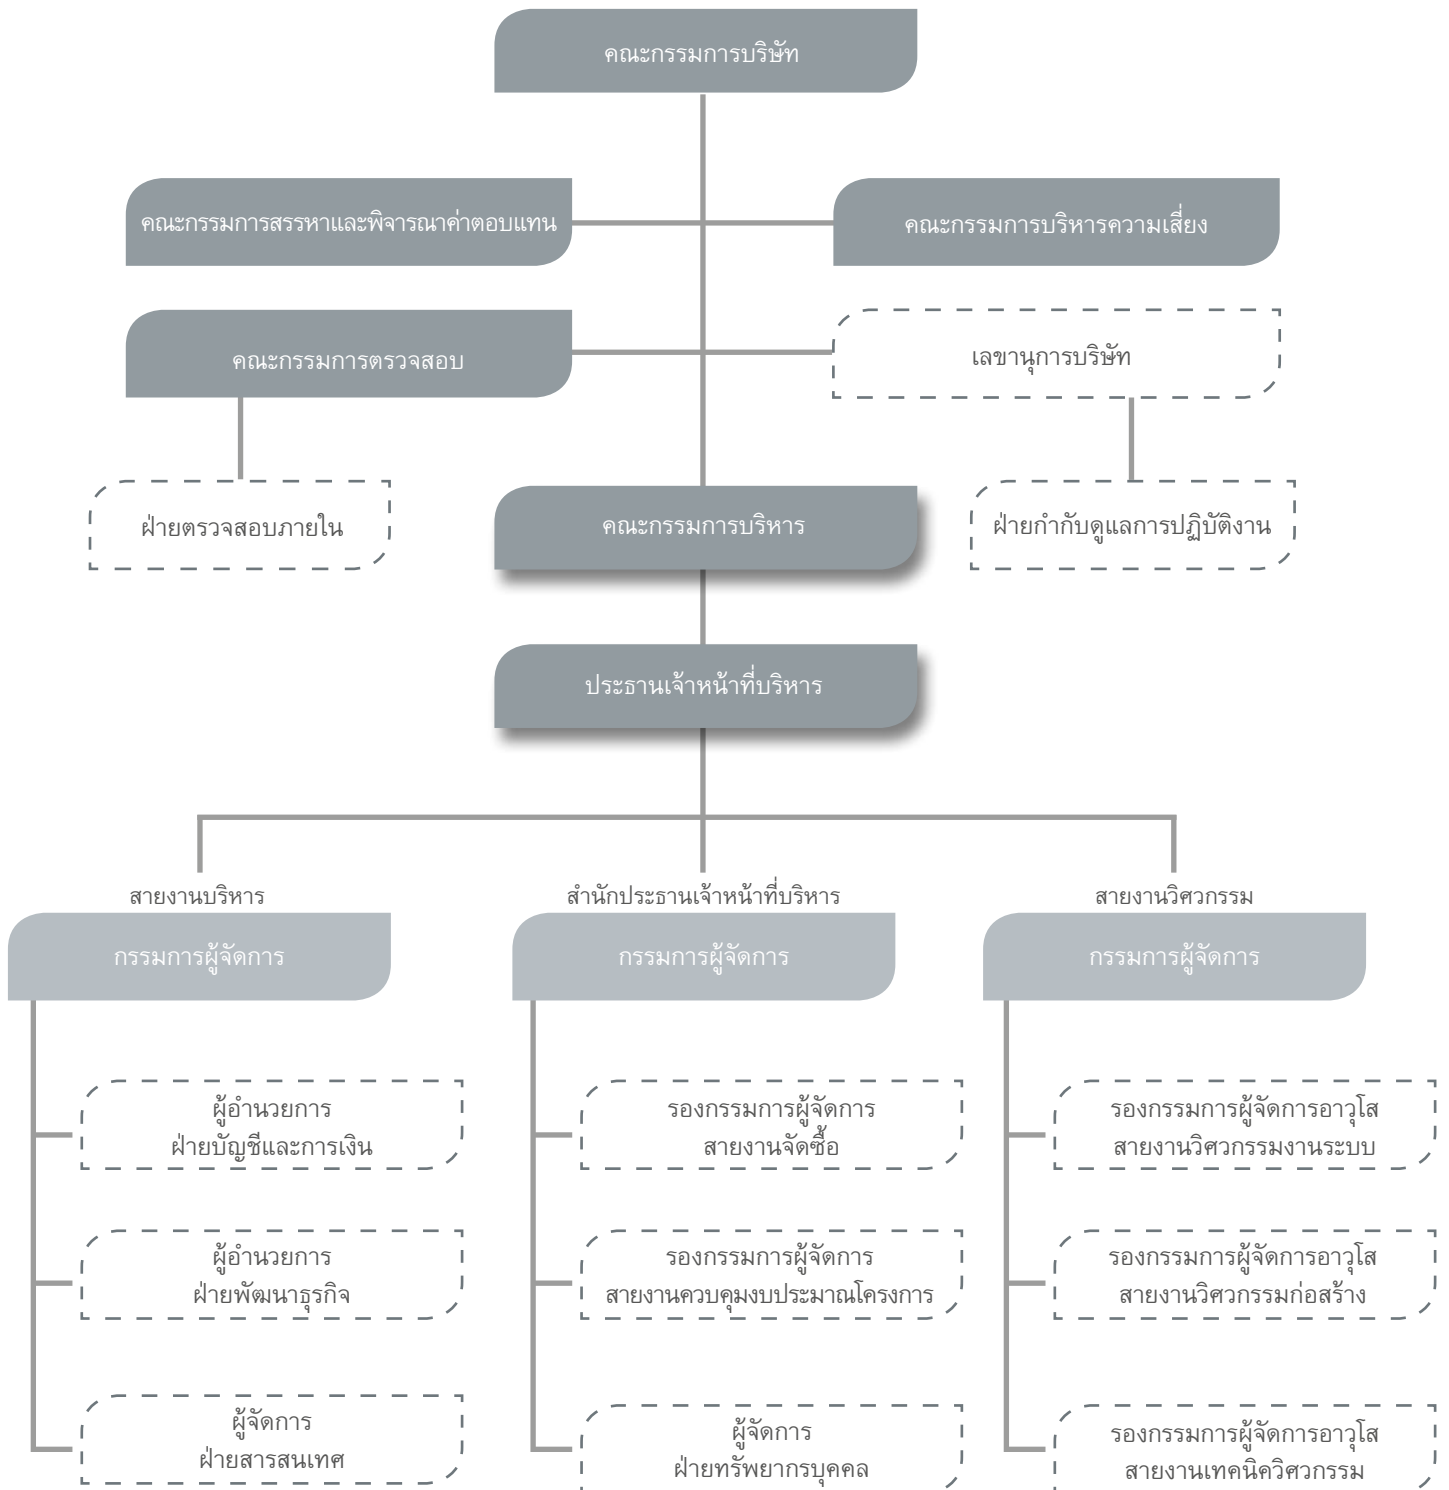 คณะกรรมการบริษัท
คณะกรรมการสรรหาและพิจารณาค่าตอบแทน
คณะกรรมการบริหารความเสี่ยง
คณะกรรมการตรวจสอบ
เลขานุการบริษัท
ฝ่ายตรวจสอบภายใน
คณะกรรมการบริหาร
ฝ่ายกำกับดูแลการปฏิบัติงาน
ประธานเจ้าหน้าที่บริหาร
สายงานบริหาร
กรรมการผู้จัดการ
ผู้อำนวยการ
ฝ่ายบัญชีและการเงิน
ผู้อำนวยการ
ฝ่ายพัฒนาธุรกิจ
ผู้จัดการ
ฝ่ายสารสนเทศ
สำนักประธานเจ้าหน้าที่บริหาร
กรรมการผู้จัดการ
รองกรรมการผู้จัดการ
สายงานจัดซื้อ
รองกรรมการผู้จัดการ
สายงานควบคุมงบประมาณโครงการ
ผู้จัดการ
ฝ่ายทรัพยากรบุคคล
สายงานวิศวกรรม
กรรมการผู้จัดการ
รองกรรมการผู้จัดการอาวุโส
สายงานวิศวกรรมงานระบบ
รองกรรมการผู้จัดการอาวุโส
สายงานวิศวกรรมก่อสร้าง
รองกรรมการผู้จัดการอาวุโส
สายงานเทคนิควิศวกรรม